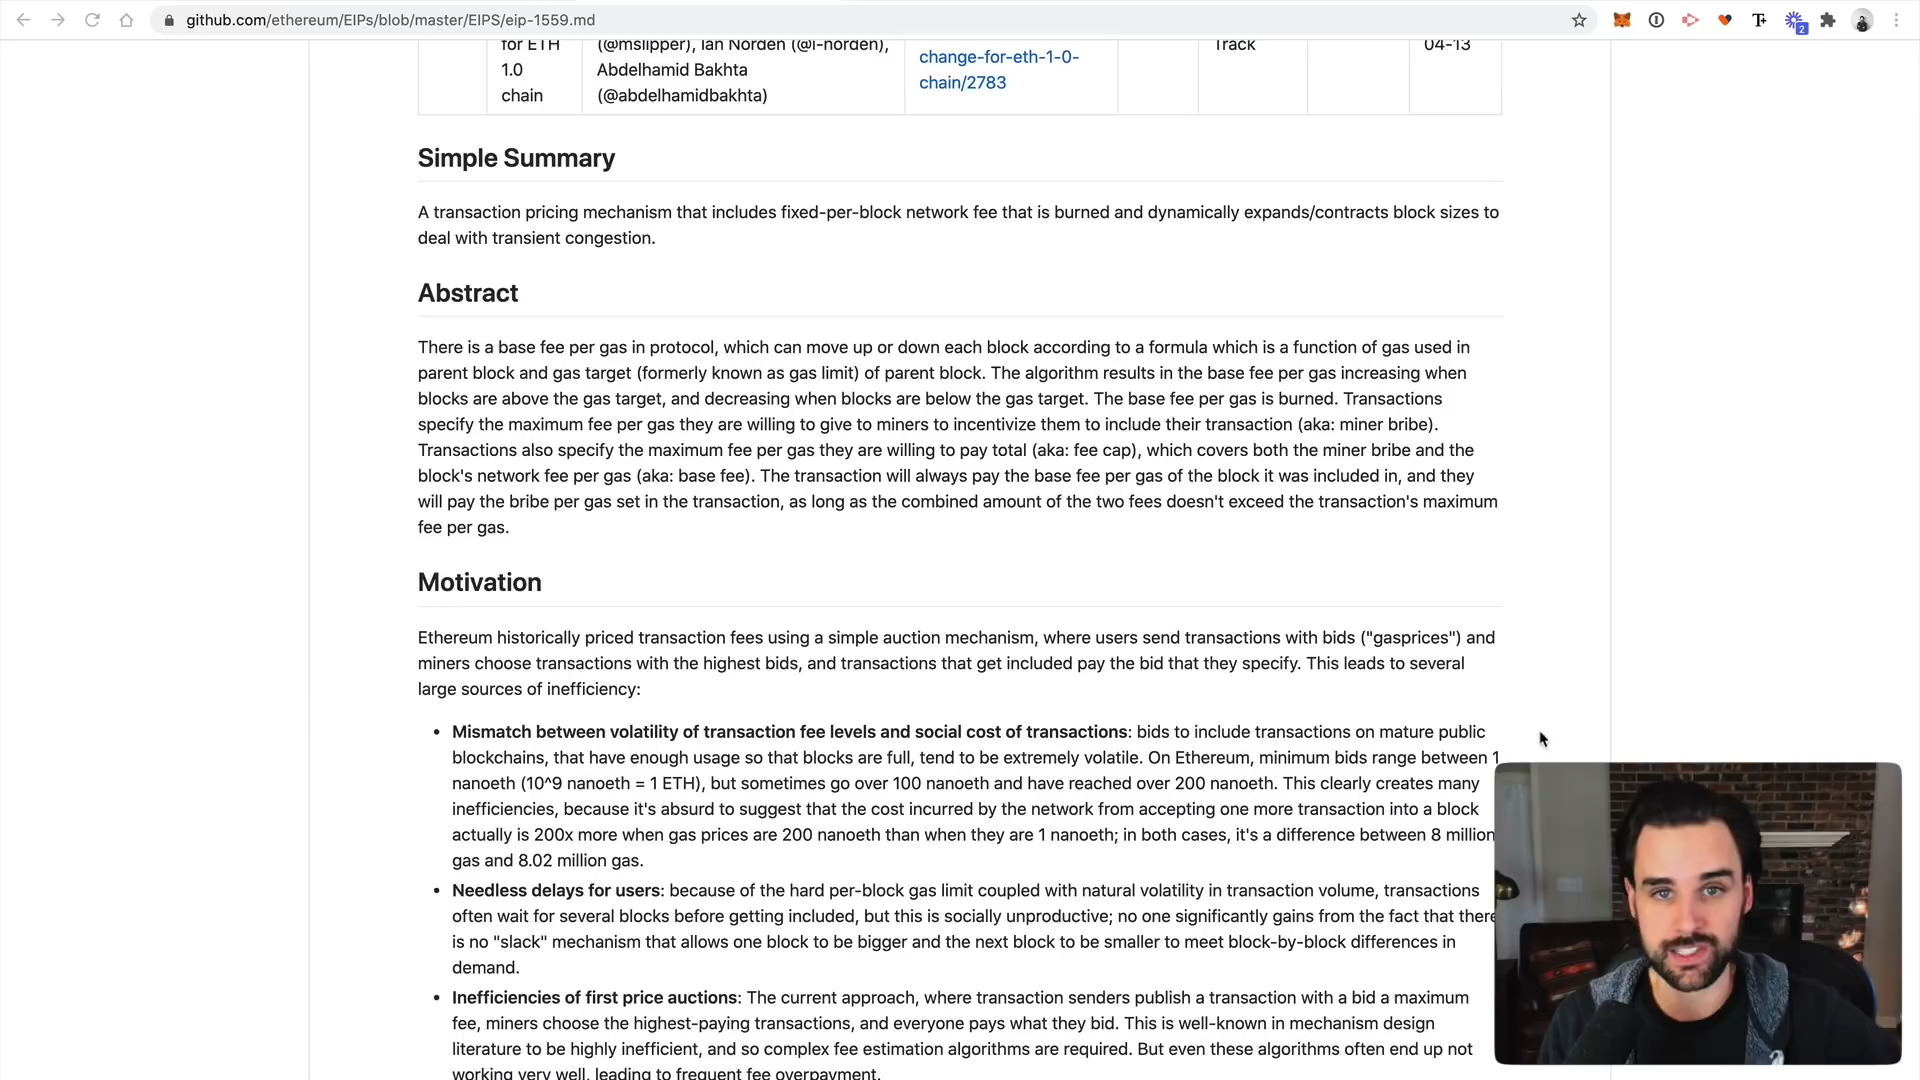 github.com/ethereum/EIPs/blob/master/EIPS/eip-1559.md
2
for ETH
1.0
chain
(@mslipper), Ian Norden (@i-norden),
Abdelhamid Bakhta
(@abdelhamidbakhta)
change-for-eth-1-0-
chain/2783
Track
04-13
Simple Summary
A transaction pricing mechanism that includes fixed-per-block network fee that is burned and dynamically expands/contracts block sizes to
deal with transient congestion.
Abstract
There is a base fee per gas in protocol, which can move up or down each block according to a formula which is a function of gas used in
parent block and gas target (formerly known as gas limit) of parent block. The algorithm results in the base fee per gas increasing when
blocks are above the gas target, and decreasing when blocks are below the gas target. The base fee per gas is burned. Transactions
specify the maximum fee per gas they are willing to give to miners to incentivize them to include their transaction (aka: miner bribe).
Transactions also specify the maximum fee per gas they are willing to pay total (aka: fee cap), which covers both the miner bribe and the
block's network fee per gas (aka: base fee). The transaction will always pay the base fee per gas of the block it was included in, and they
will pay the bribe per gas set in the transaction, as long as the combined amount of the two fees doesn't exceed the transaction's maximum
fee per gas.
Motivation
Ethereum historically priced transaction fees using a simple auction mechanism, where users send transactions with bids ("gasprices") and
miners choose transactions with the highest bids, and transactions that get included pay the bid that they specify. This leads to several
large sources of inefficiency:
• Mismatch between volatility of transaction fee levels and social cost of transactions: bids to include transactions on mature public
blockchains, that have enough usage so that blocks are full, tend to be extremely volatile. On Ethereum, minimum bids range between 1
nanoeth (10^9 nanoeth = 1 ETH), but sometimes go over 100 nanoeth and have reached over 200 nanoeth. This clearly creates many
inefficiencies, because it's absurd to suggest that the cost incurred by the network from accepting one more transaction into a block
actually is 200x more when gas prices are 200 nanoeth than when they are 1 nanoeth; in both cases, it's a difference between 8 million
gas and 8.02 million gas.
• Needless delays for users: because of the hard per-block gas limit coupled with natural volatility in transaction volume, transactions
often wait for several blocks before getting included, but this is socially unproductive; no one significantly gains from the fact that there
is no "slack" mechanism that allows one block to be bigger and the next block to be smaller to meet block-by-block differences in
demand.
• Inefficiencies of first price auctions: The current approach, where transaction senders publish a transaction with a bid a maximum
fee, miners choose the highest-paying transactions, and everyone pays what they bid. This is well-known in mechanism design
literature to be highly inefficient, and so complex fee estimation algorithms are required. But even these algorithms often end up not
working very well, leading to frequent fee overpayment.